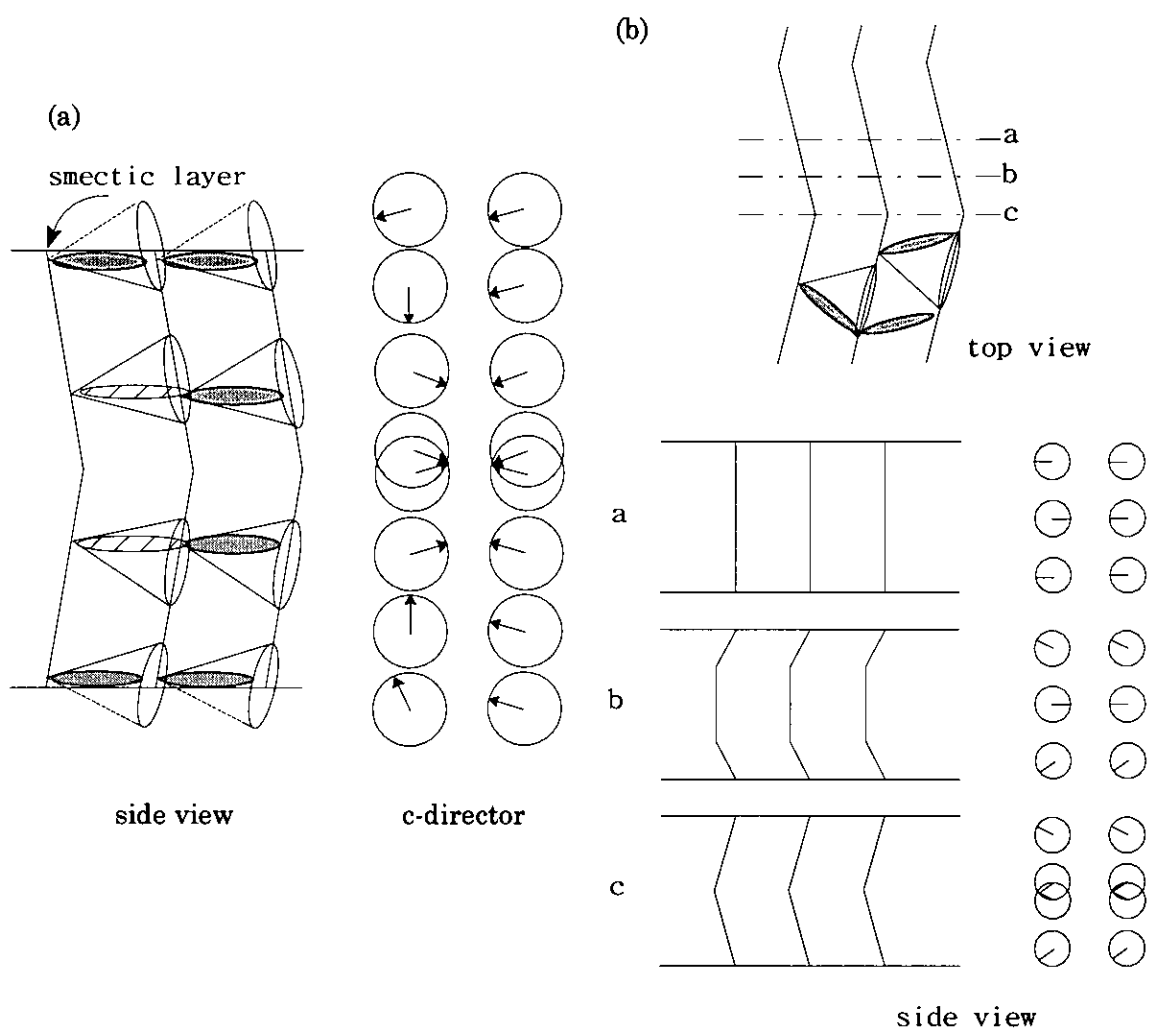 (a)
smectic layer
side view
c-director
(b)
a
b
c
top view
a
b
c
side view